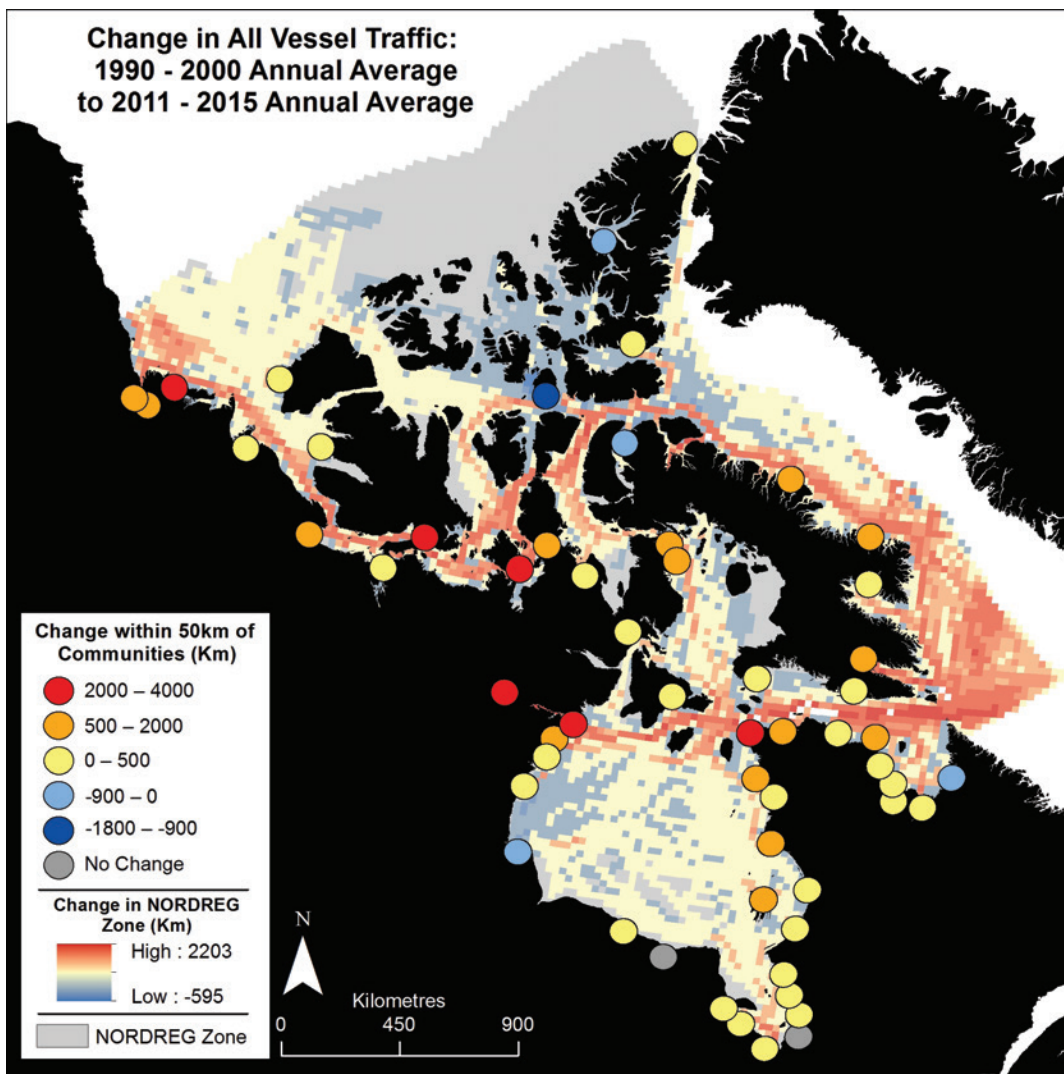 Change in All Vessel Traffic:
1990 - 2000 Annual Average
to 2011 - 2015 Annual Average
Change within 50km of
Communities (Km)
2000 – 4000
500 – 2000
0 – 500
-900 – 0
-1800 – -900
No Change
Change in NORDREG
Zone (Km)
High : 2203
Low : -595
NORDREG Zone
N
Kilometres
0 450 900